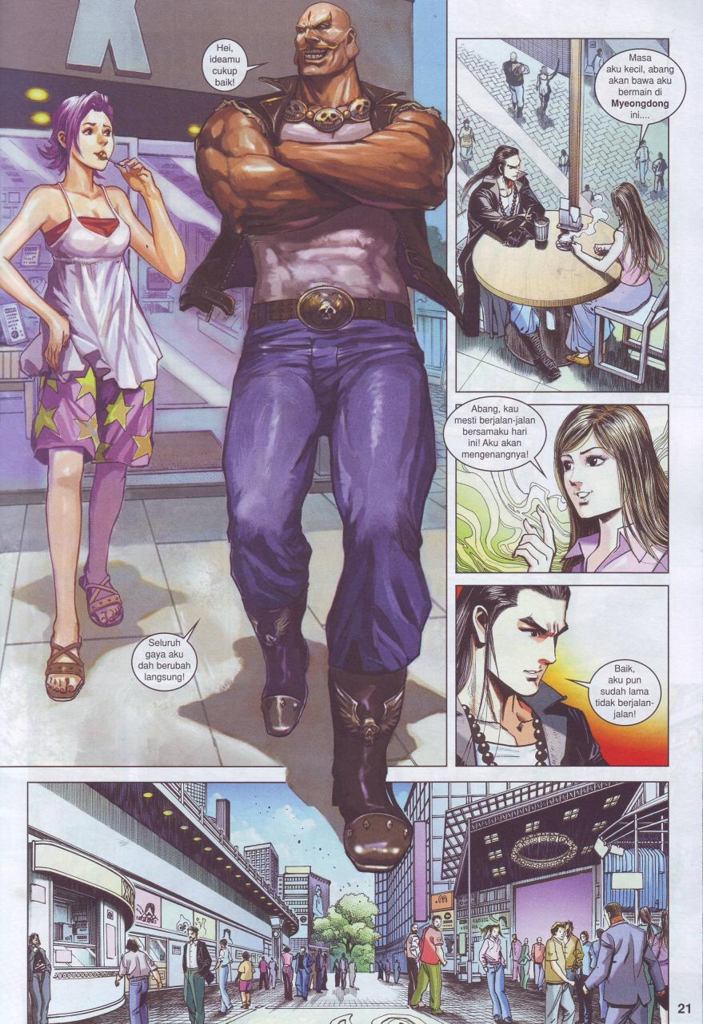 Hei,
ideamu
cukup
baik!
Seluruh
gaya aku
dah berubah
langsung!
Masa
aku kecil, abang
akan bawa aku
bermain di
Myeongdong
ini....
Abang, kau
mesti berjalan-jalan
bersamaku hari
ini! Aku akan
mengenangnya!
Baik,
aku pun
sudah lama
tidak berjalan-
jalan!
21